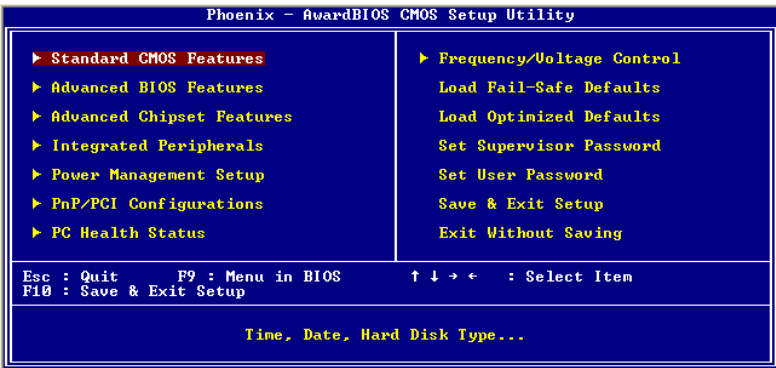 Phoenix - AwardBIOS CMOS Setup Utility
▶ Standard CMOS Features
▶ Advanced BIOS Features
▶ Advanced Chipset Features
▶ Integrated Peripherals
▶ Power Management Setup
▶ PnP/PCI Configurations
▶ PC Health Status
▶ Frequency/Voltage Control
Load Fail-Safe Defaults
Load Optimized Defaults
Set Supervisor Password
Set User Password
Save & Exit Setup
Exit Without Saving
Esc : Quit F9 : Menu in BIOS ↑ ↓ → ← : Select Item
F10 : Save & Exit Setup
Time, Date, Hard Disk Type...